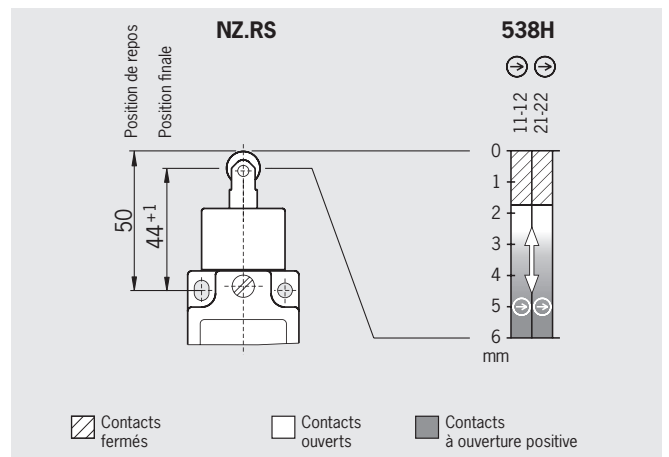 NZ.RS
538H
Position de repos
Position finale
11-12
21-22
50
44+1
0
1
2
3
4
5
6
mm
Contacts
fermés
Contacts
ouverts
Contacts
à ouverture positive